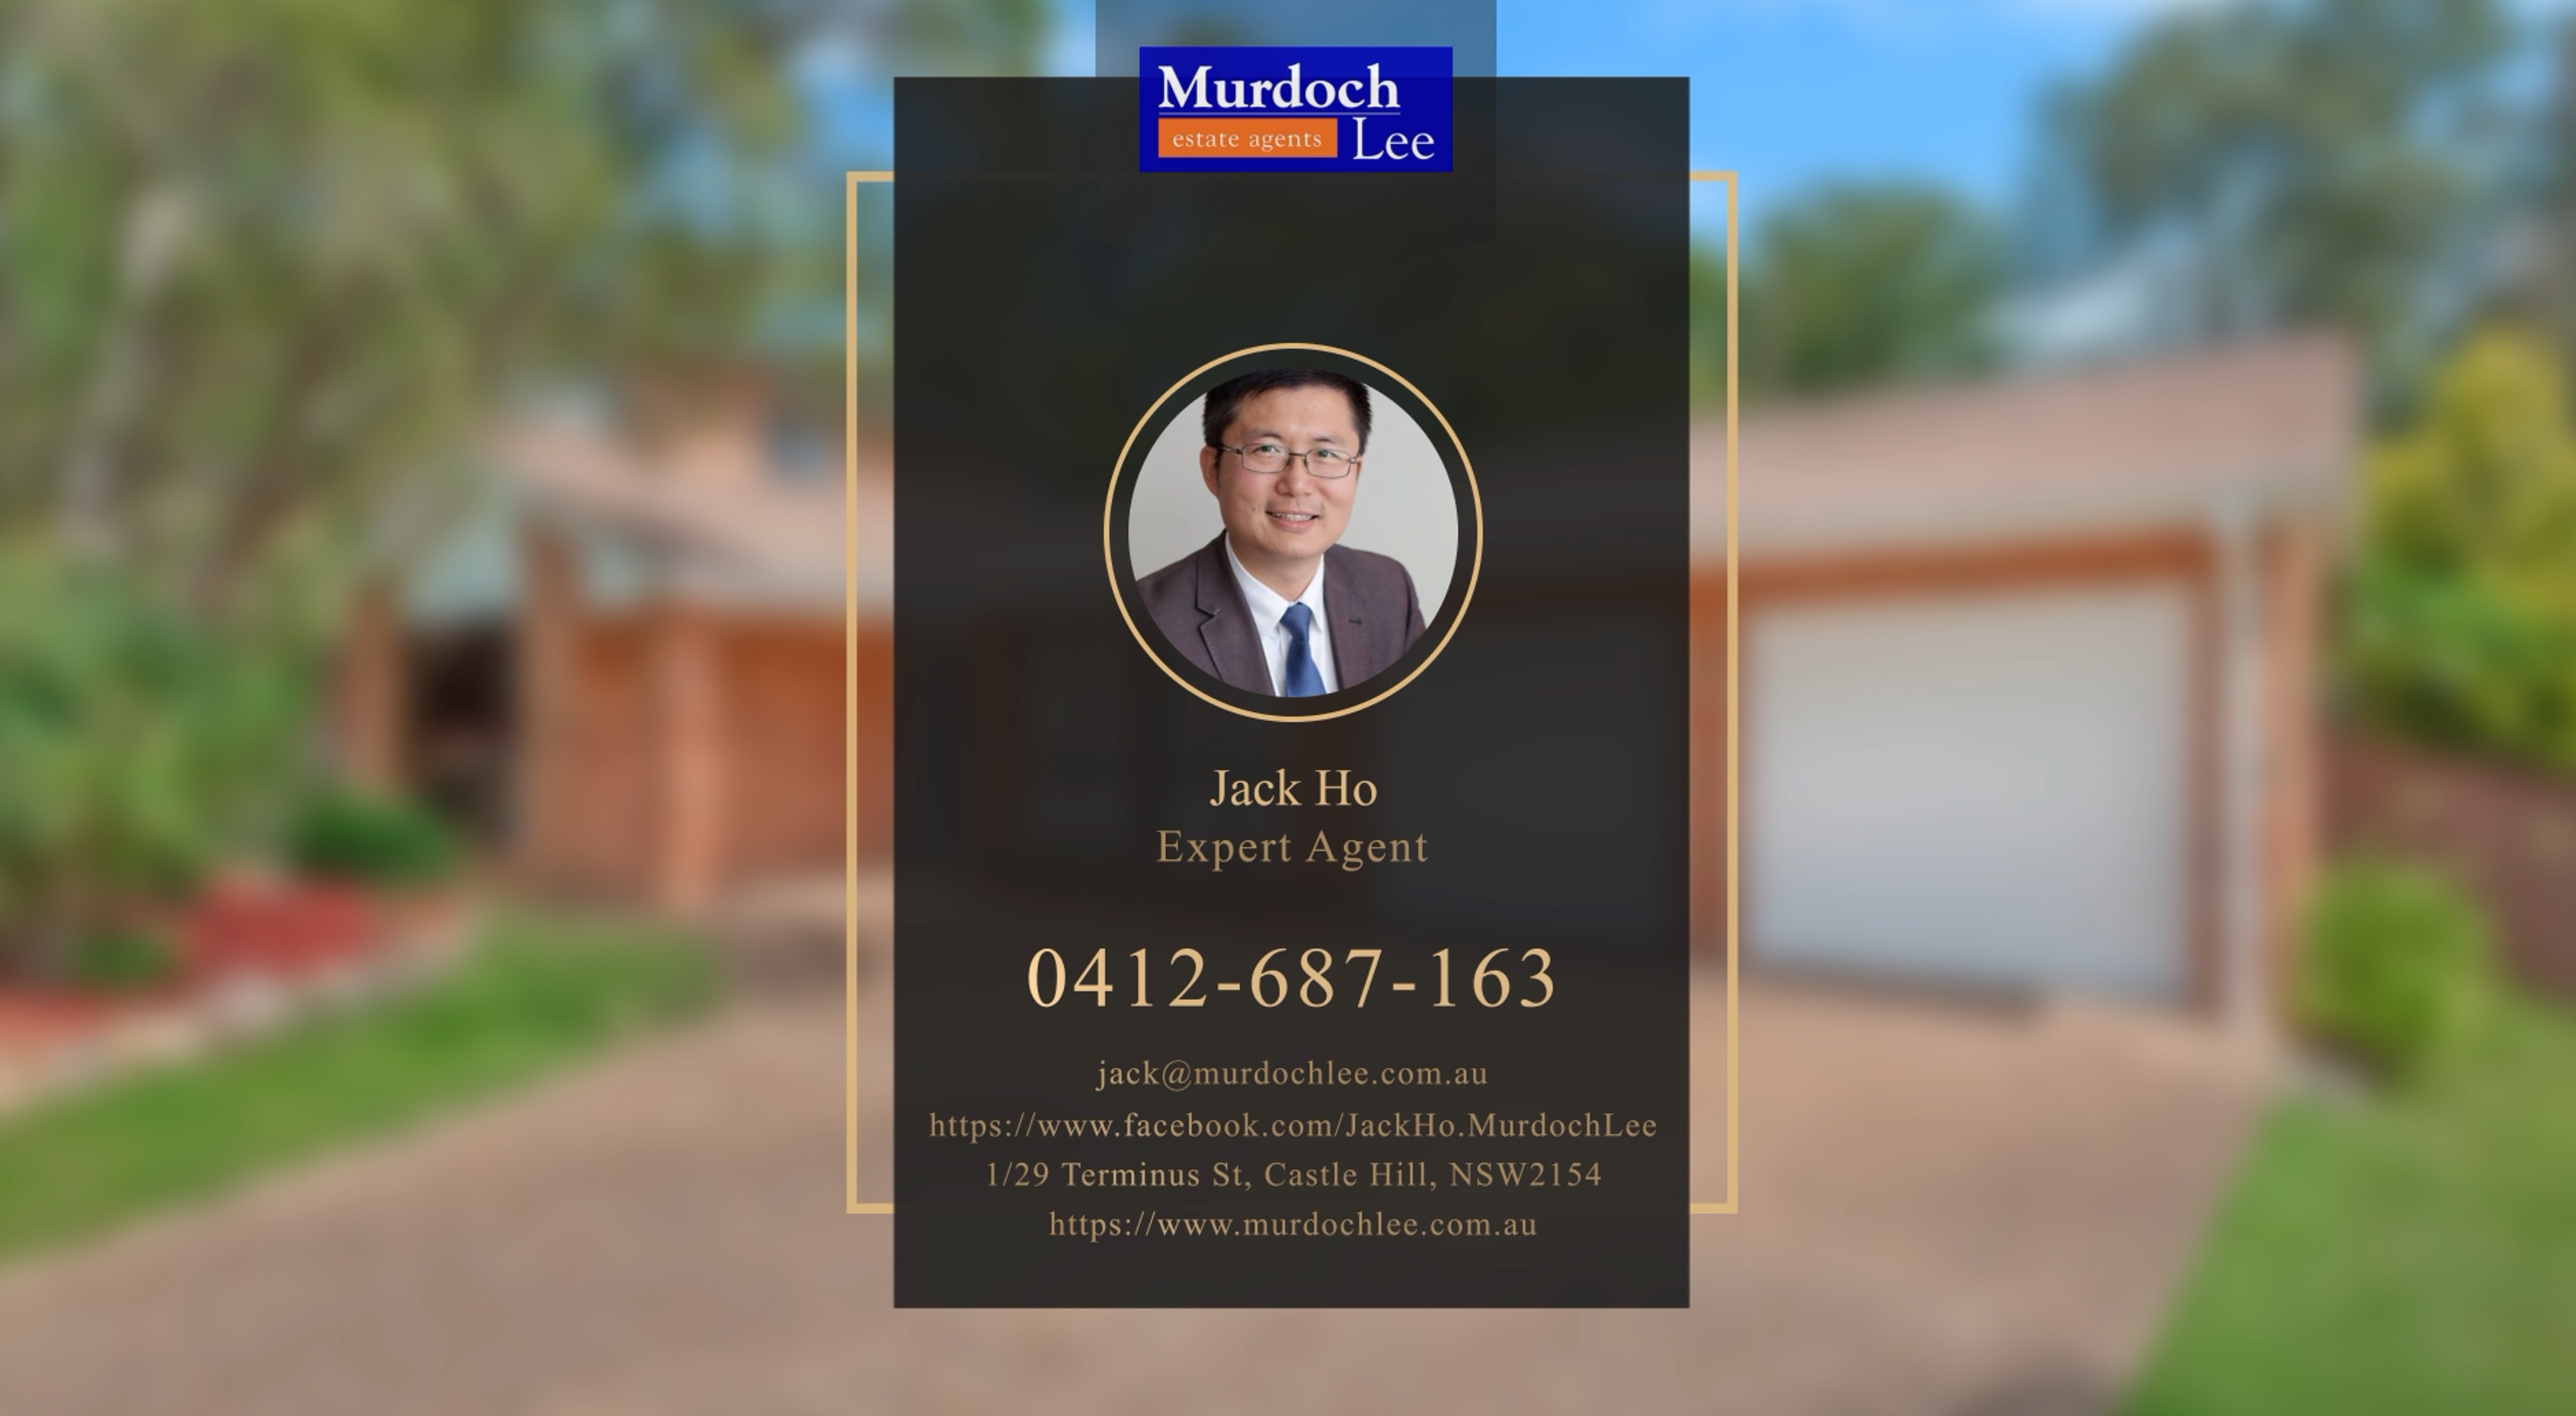 Murdoch
estate agents Lee
Jack Ho
Expert Agent
0412-687-163
jack@murdochlee.com.au
https://www.facebook.com/JackHo.MurdochLee
1/29 Terminus St, Castle Hill, NSW2154
https://www.murdochlee.com.au